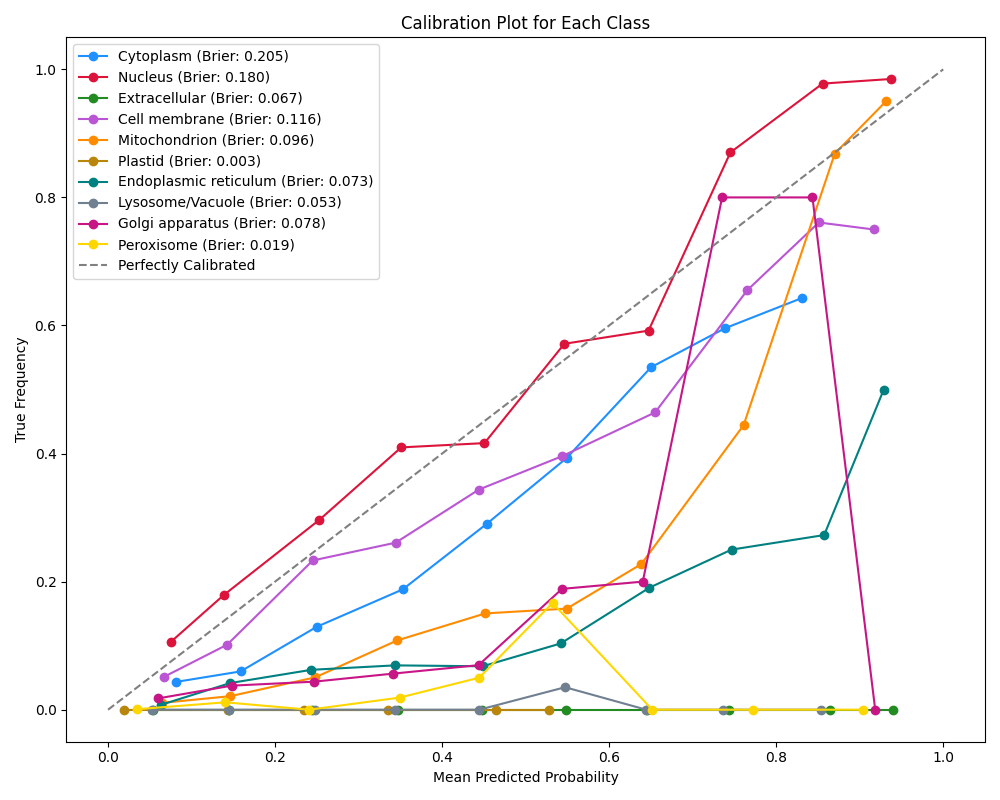 Calibration Plot for Each Class
Cytoplasm (Brier: 0.205)
Nucleus (Brier: 0.180)
Extracellular (Brier: 0.067)
Cell membrane (Brier: 0.116)
Mitochondrion (Brier: 0.096)
Plastid (Brier: 0.003)
Endoplasmic reticulum (Brier: 0.073)
Lysosome/Vacuole (Brier: 0.053)
Golgi apparatus (Brier: 0.078)
Peroxisome (Brier: 0.019)
Perfectly Calibrated
True Frequency
1.0
0.8
0.6
0.4
0.2
0.0
0.0 0.2 0.4 0.6 0.8 1.0
Mean Predicted Probability